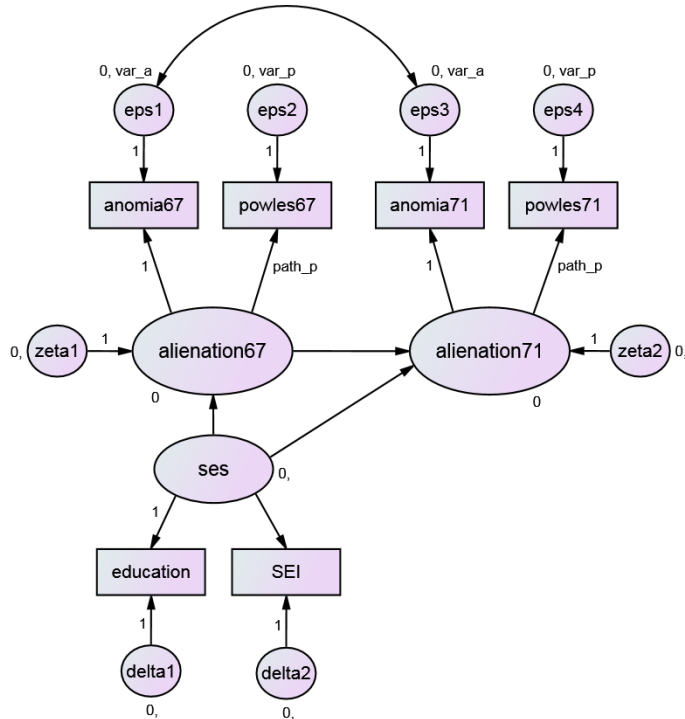 0, var_a
0, var_p
0, var_a
0, var_p
eps1
eps2
eps3
eps4
1
1
1
1
anomia67
powles67
anomia71
powles71
1
path_p
1
path_p
0,
zeta1
1
alienation67
alienation71
1
zeta2
0,
0
0
ses
0,
1
education
SEI
1
1
delta1
delta2
0,
0,